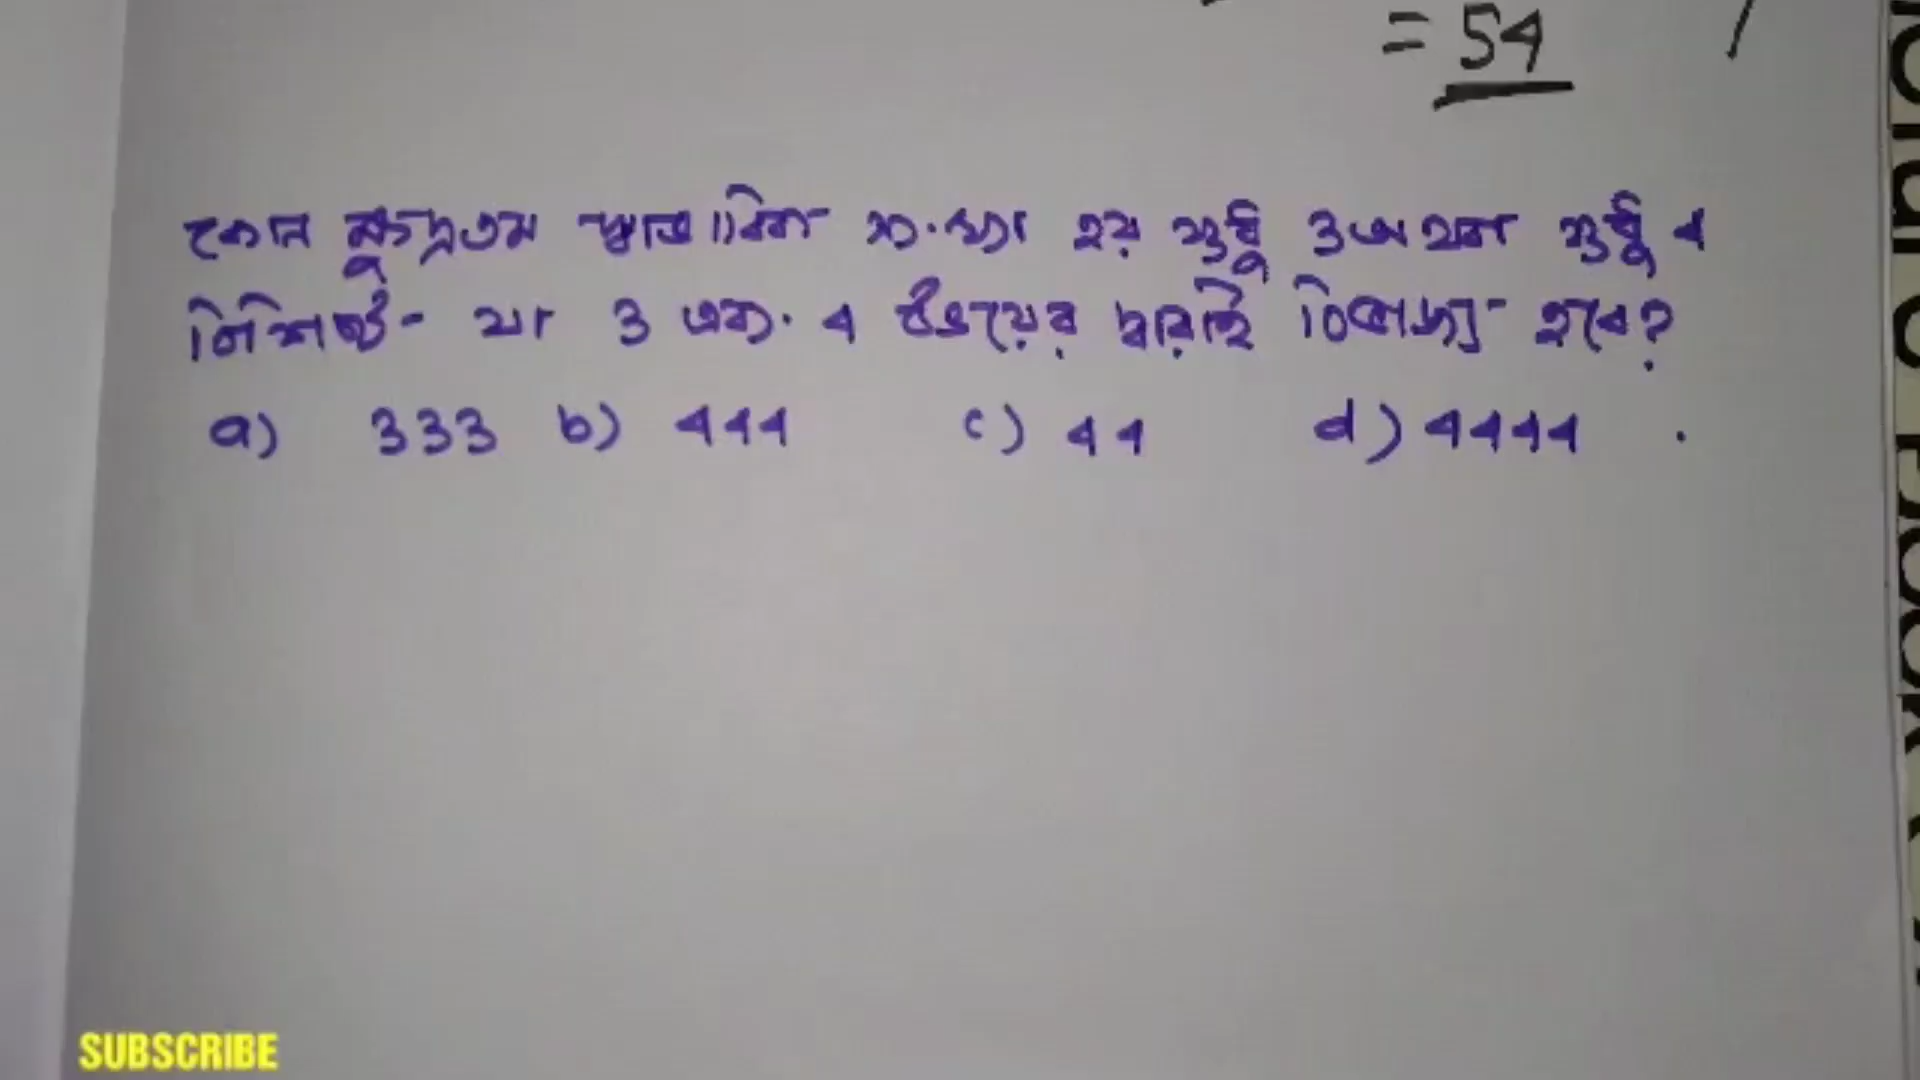 = 54
কোন ক্ষুদ্রতম স্বাভাবিক সংখ্যা হয় শুধু 3 অথবা শুধু 4
বিশিষ্ট যা 3 এবং 4 উভয়ের দ্বারাই বিভাজ্য হবে?
a) 333 b) 444 c) 44 d) 4444 .
SUBSCRIBE